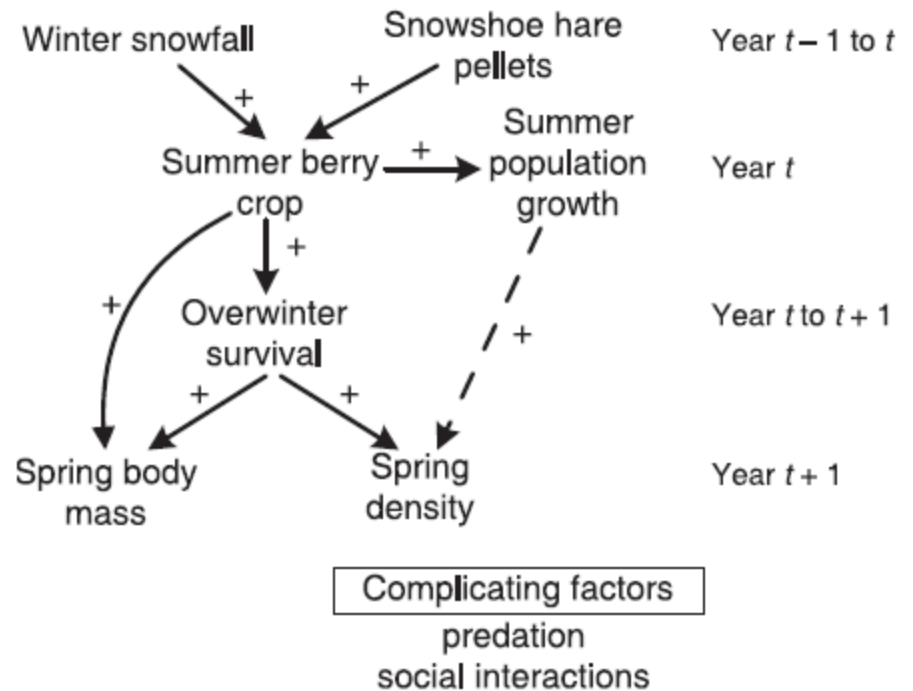 Winter snowfall
Snowshoe hare
pellets
Year t – 1 to t
+
+
Summer berry
crop
+
Summer
population
growth
Year t
+
+
Overwinter
survival
+
Year t to t + 1
+
+
Spring body
mass
Spring
density
Year t + 1
Complicating factors
predation
social interactions